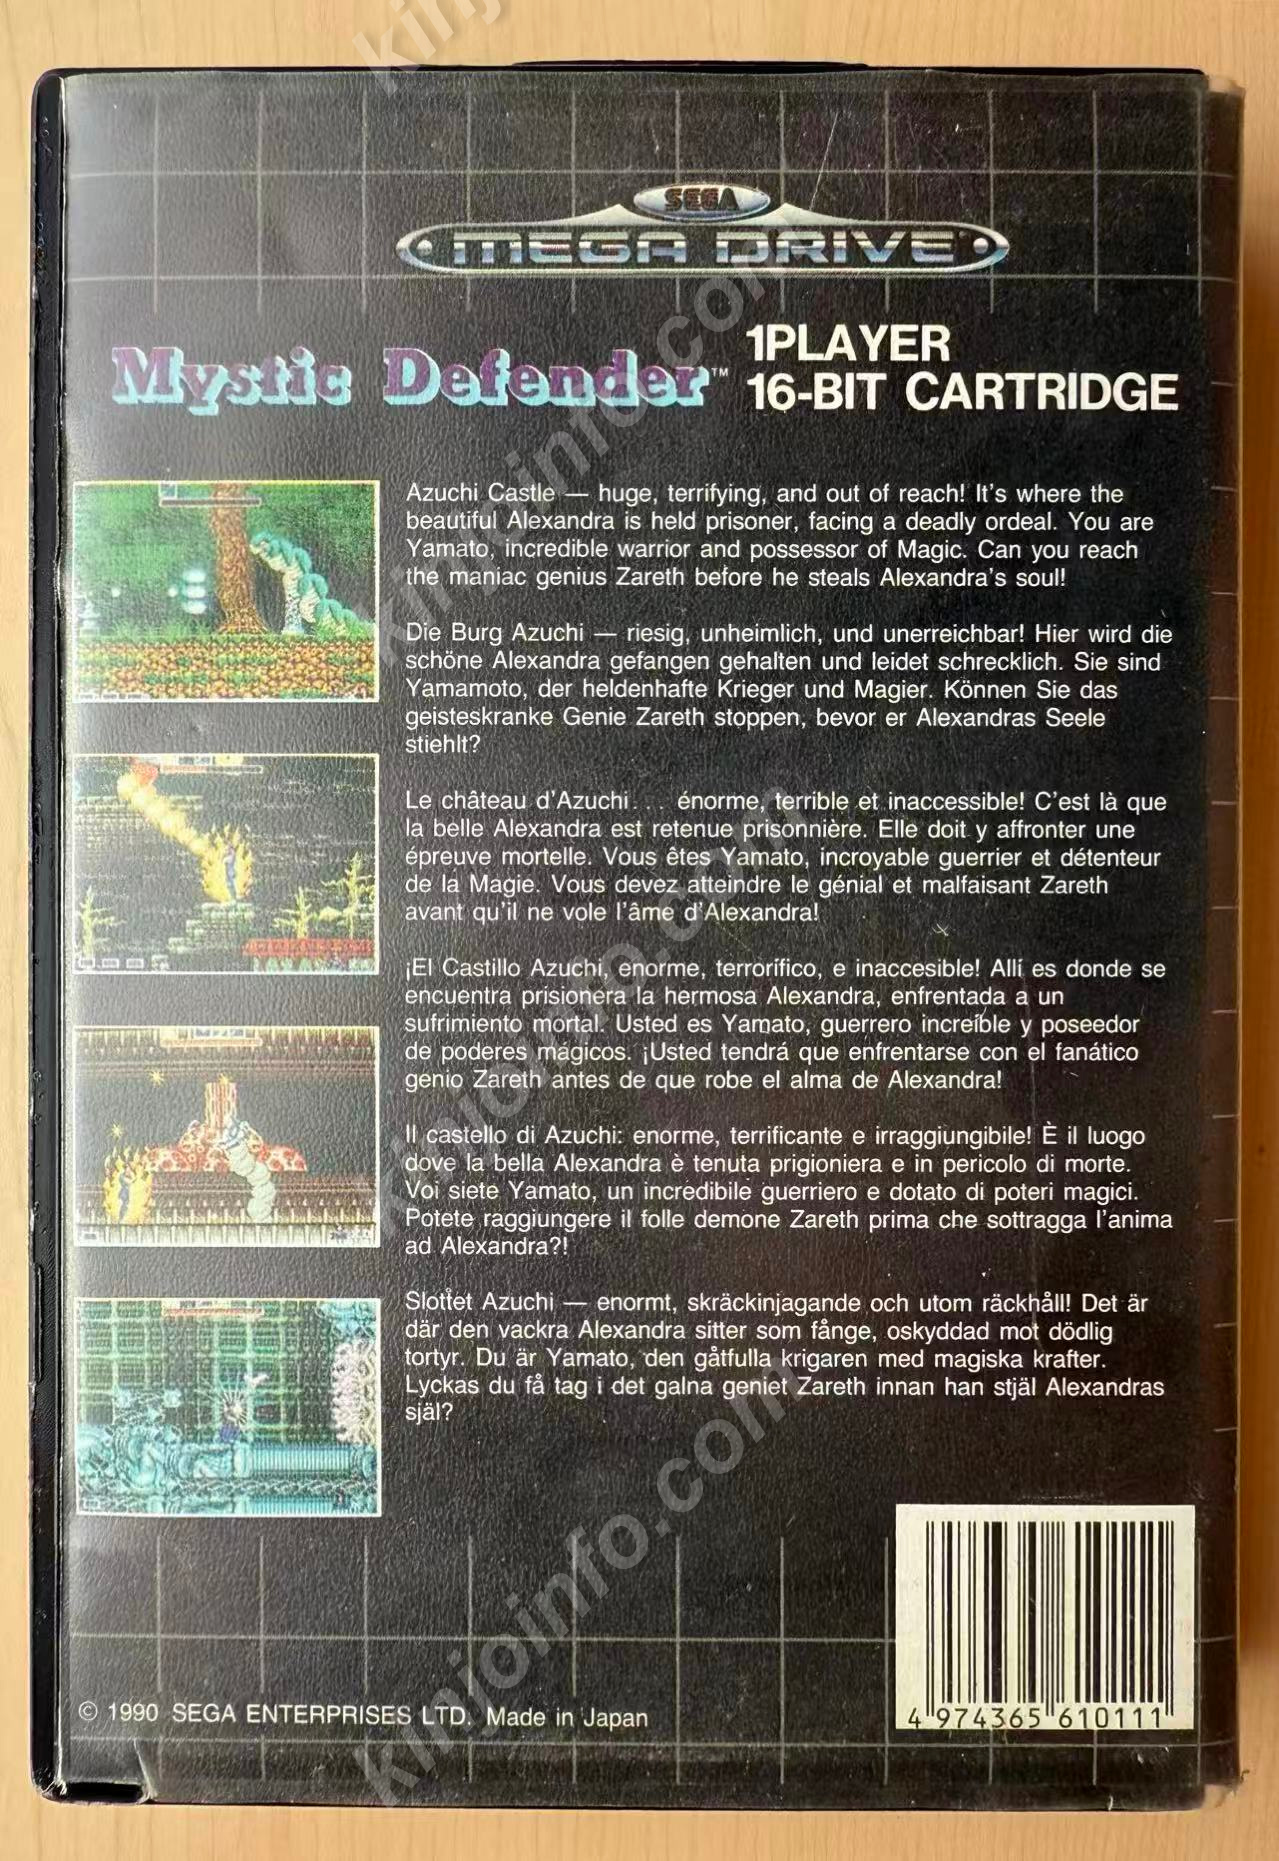 SEGA
MEGA DRIVE
Mystic Defender™
1PLAYER
16-BIT CARTRIDGE
Azuchi Castle — huge, terrifying, and out of reach! It's where the
beautiful Alexandra is held prisoner, facing a deadly ordeal. You are
Yamato, incredible warrior and possessor of Magic. Can you reach
the maniac genius Zareth before he steals Alexandra's soul!
Die Burg Azuchi — riesig, unheimlich, und unerreichbar! Hier wird die
schöne Alexandra gefangen gehalten und leidet schrecklich. Sie sind
Yamamoto, der heldenhafte Krieger und Magier. Können Sie das
geisteskranke Genie Zareth stoppen, bevor er Alexandras Seele
stiehlt?
Le château d'Azuchi... énorme, terrible et inaccessible! C'est là que
la belle Alexandra est retenue prisonnière. Elle doit y affronter une
épreuve mortelle. Vous êtes Yamato, incroyable guerrier et détenteur
de la Magie. Vous devez atteindre le génial et malfaisant Zareth
avant qu'il ne vole l'âme d'Alexandra!
¡El Castillo Azuchi, enorme, terrorífico, e inaccesible! Allí es donde se
encuentra prisionera la hermosa Alexandra, enfrentada a un
sufrimiento mortal. Usted es Yamato, guerrero increíble y poseedor
de poderes mágicos. ¡Usted tendrá que enfrentarse con el fanático
genio Zareth antes de que robe el alma de Alexandra!
Il castello di Azuchi: enorme, terrificante e irraggiungibile! È il luogo
dove la bella Alexandra è tenuta prigioniera e in pericolo di morte.
Voi siete Yamato, un incredibile guerriero e dotato di poteri magici.
Potete raggiungere il folle demone Zareth prima che sottragga l'anima
ad Alexandra?!
Slottet Azuchi — enormt, skräckinjagande och utom räckhåll! Det är
där den vackra Alexandra sitter som fånge, oskyddad mot dödlig
tortyr. Du är Yamato, den gåtfulla krigaren med magiska krafter.
Lyckas du få tag i det galna geniet Zareth innan han stjäl Alexandras
själ?
© 1990 SEGA ENTERPRISES LTD. Made in Japan
4 974365 610111
kinjoinfo.com
kinjoinfo.com
kinjoinfo.com
kinjoinfo.com